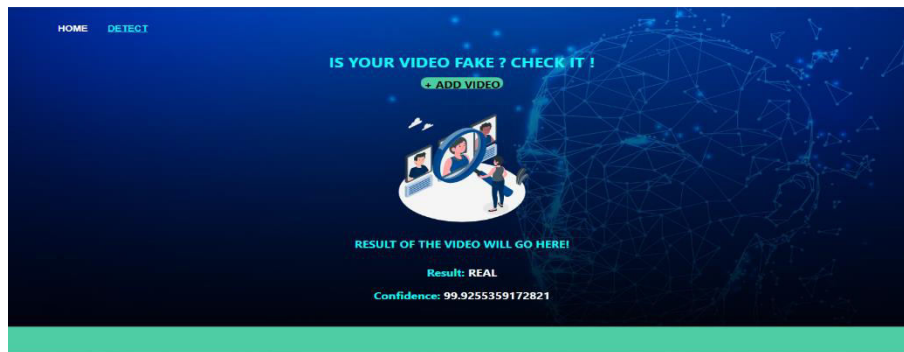 HOME DETECT
IS YOUR VIDEO FAKE ? CHECK IT !
+ ADD VIDEO
RESULT OF THE VIDEO WILL GO HERE!
Result: REAL
Confidence: 99.9255359172821